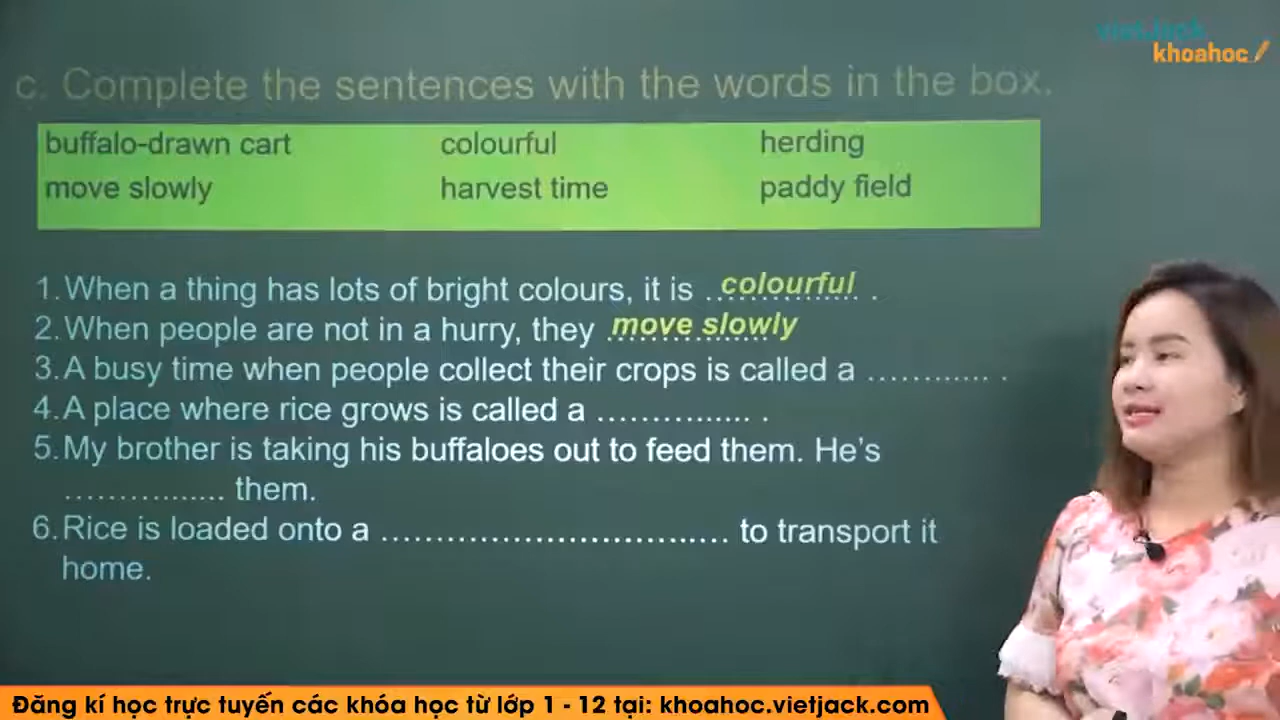 vietjack
khoahoc
c. Complete the sentences with the words in the box.
buffalo-drawn cart colourful herding
move slowly harvest time paddy field
1. When a thing has lots of bright colours, it is colourful .
2. When people are not in a hurry, they move slowly
3. A busy time when people collect their crops is called a ............ .
4. A place where rice grows is called a ............... .
5. My brother is taking his buffaloes out to feed them. He's
................ them.
6. Rice is loaded onto a ................................ to transport it
home.
Đăng kí học trực tuyến các khóa học từ lớp 1 - 12 tại: khoahoc.vietjack.com